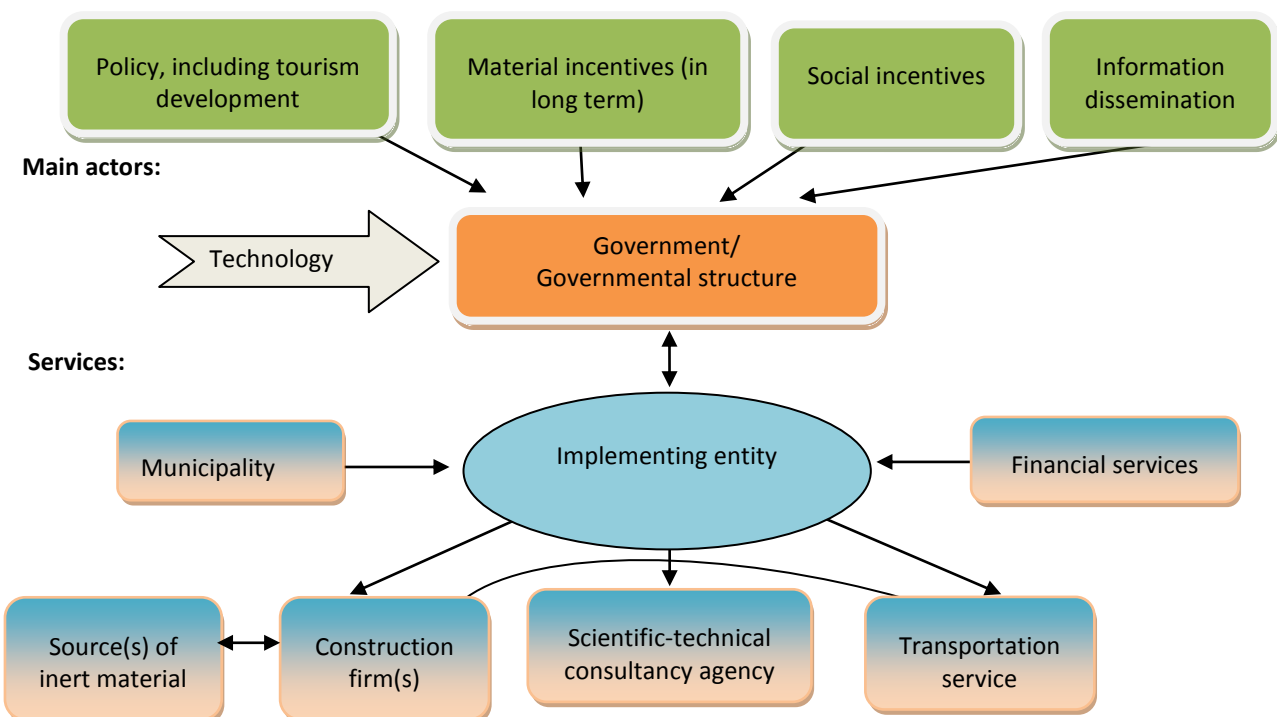 Policy, including tourism
development
Material incentives (in
long term)
Social incentives
Information
dissemination
Main actors:
Technology
Government/
Governmental structure
Services:
Municipality
Implementing entity
Financial services
Source(s) of
inert material
Construction
firm(s)
Scientific-technical
consultancy agency
Transportation
service